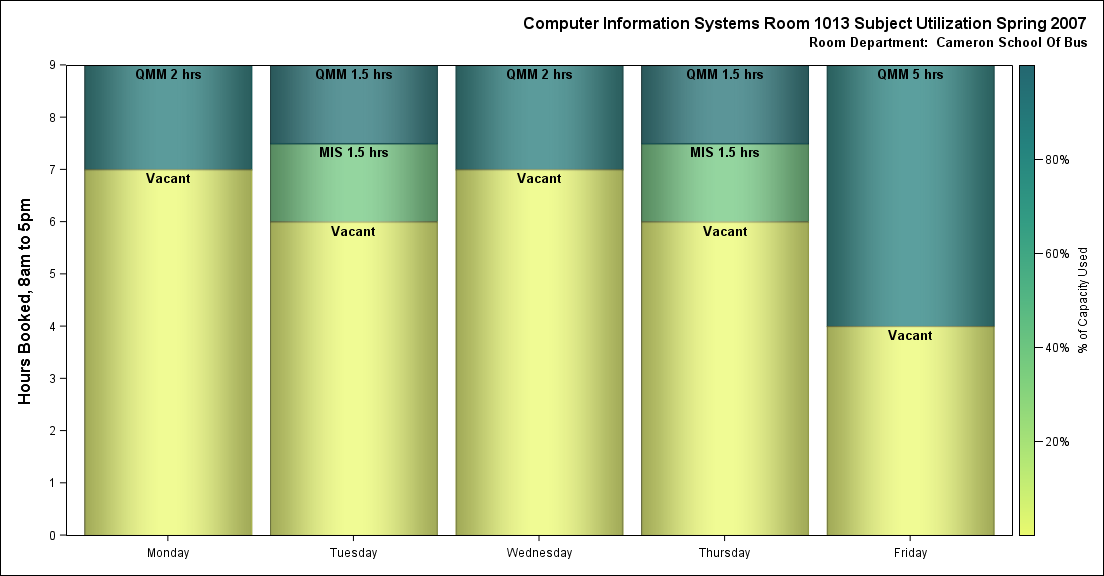 Computer Information Systems Room 1013 Subject Utilization Spring 2007
Room Department:  Cameron School Of Bus
Hours Booked, 8am to 5pm
9
8
7
6
5
4
3
2
1
0
QMM 2 hrs
Vacant
QMM 1.5 hrs
MIS 1.5 hrs
Vacant
QMM 2 hrs
Vacant
QMM 1.5 hrs
MIS 1.5 hrs
Vacant
QMM 5 hrs
Vacant
Monday
Tuesday
Wednesday
Thursday
Friday
80%
60%
40%
20%
% of Capacity Used